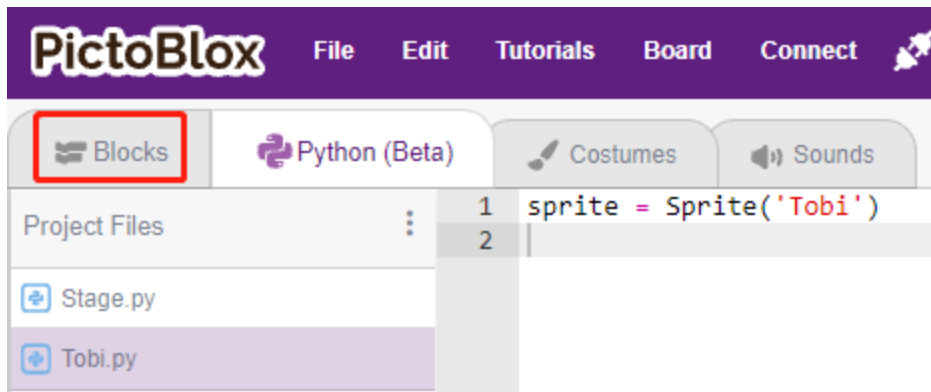 PictoBlox File Edit Tutorials Board Connect
Blocks Python (Beta) Costumes Sounds
Project Files
Stage.py
Tobi.py
1 sprite = Sprite('Tobi')
2